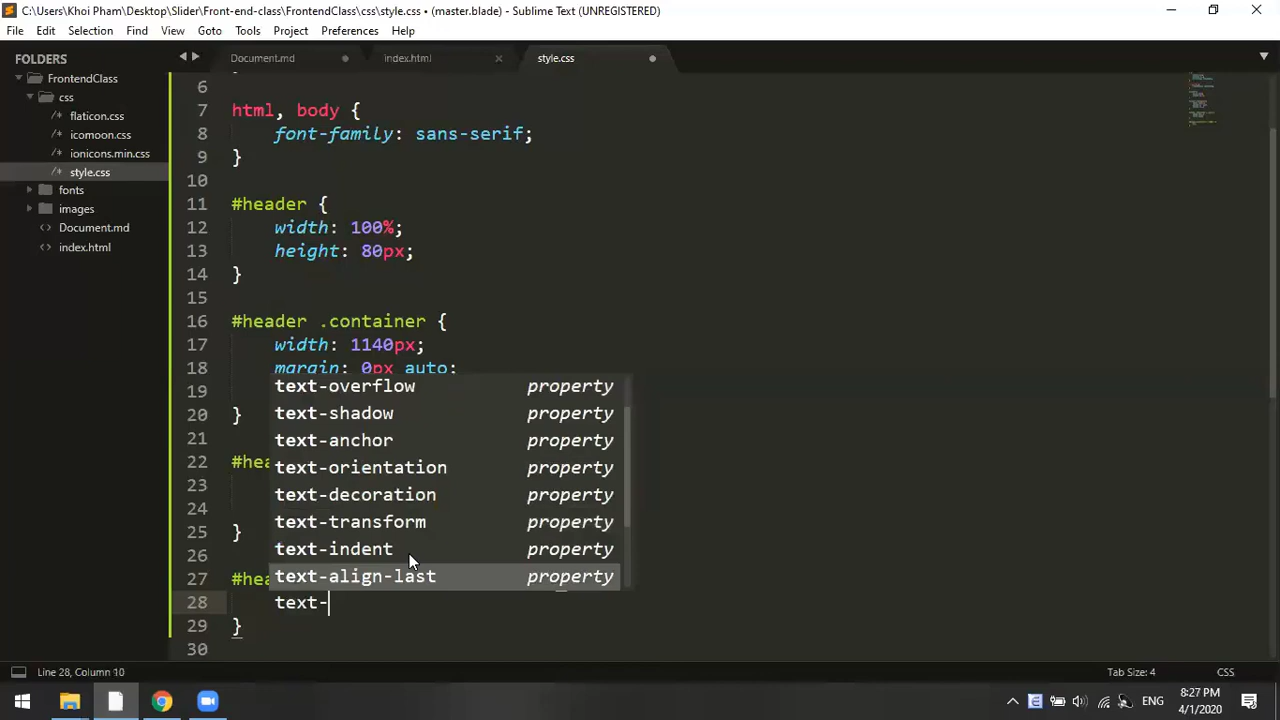 C:\Users\Khoi Pham\Desktop\Slider\Front-end-class\FrontendClass\css\style.css • (master.blade) - Sublime Text (UNREGISTERED)
File Edit Selection Find View Goto Tools Project Preferences Help
FOLDERS
FrontendClass
css
/* flaticon.css
/* icomoon.css
/* ionicons.min.css
/* style.css
fonts
images
<> Document.md
<> index.html
Document.md
index.html
style.css
6
7 html, body {
8 font-family: sans-serif;
9 }
10
11 #header {
12 width: 100%;
13 height: 80px;
14 }
15
16 #header .container {
17 width: 1140px;
18 margin: 0px auto;
19
20 }
21
22 #hea
23
24
25 }
26
27 #hea
28 text-
29 }
30
text-overflow property
text-shadow property
text-anchor property
text-orientation property
text-decoration property
text-transform property
text-indent property
text-align-last property
Line 28, Column 10
Tab Size: 4
CSS
ENG
8:27 PM
4/1/2020